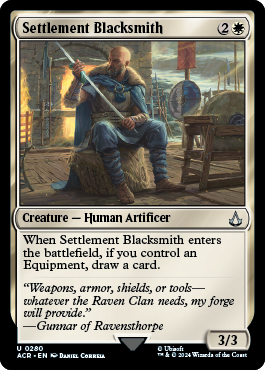 Settlement Blacksmith 2
Creature — Human Artificer
When Settlement Blacksmith enters
the battlefield, if you control an
Equipment, draw a card.
“Weapons, armor, shields, or tools—
whatever the Raven Clan needs, my forge
will provide.”
—Gunnar of Ravensthorpe
3/3
U 0280
ACR • EN Daniel Correia
© Ubisoft
™ & © 2024 Wizards of the Coast